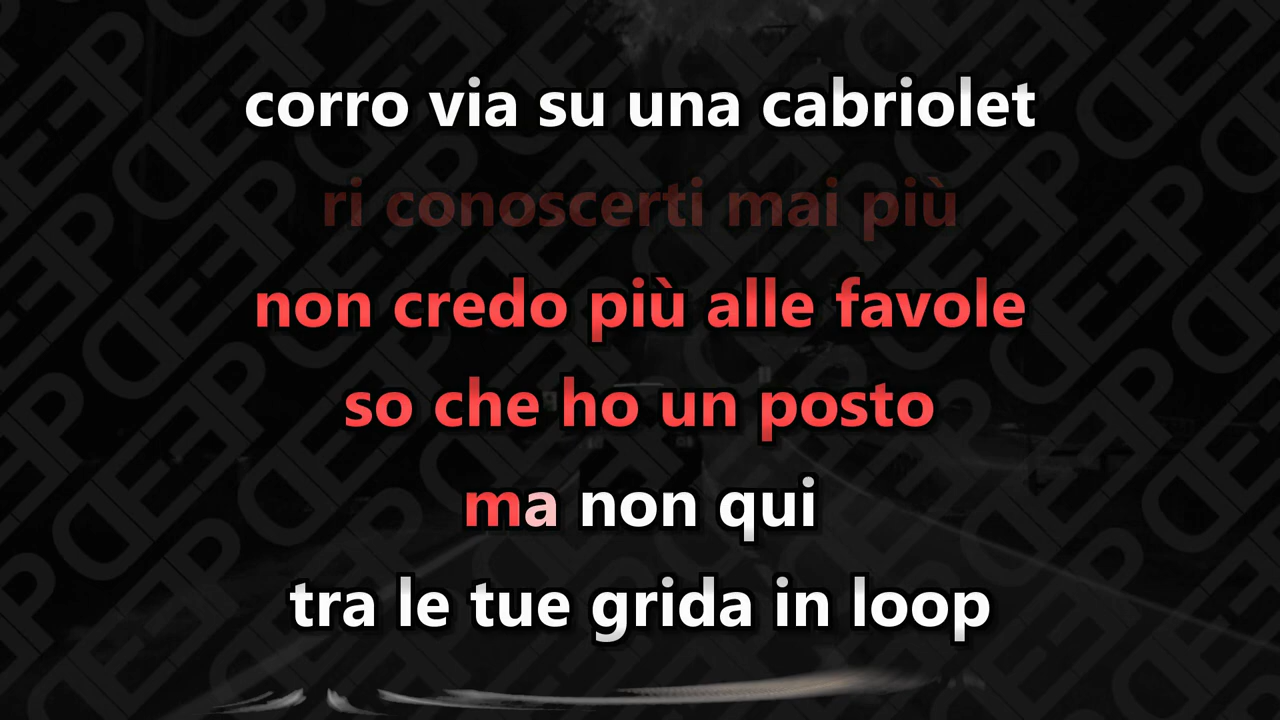 corro via su una cabriolet
ri conoscerti mai più
non credo più alle favole
so che ho un posto
ma non qui
tra le tue grida in loop
DEEP